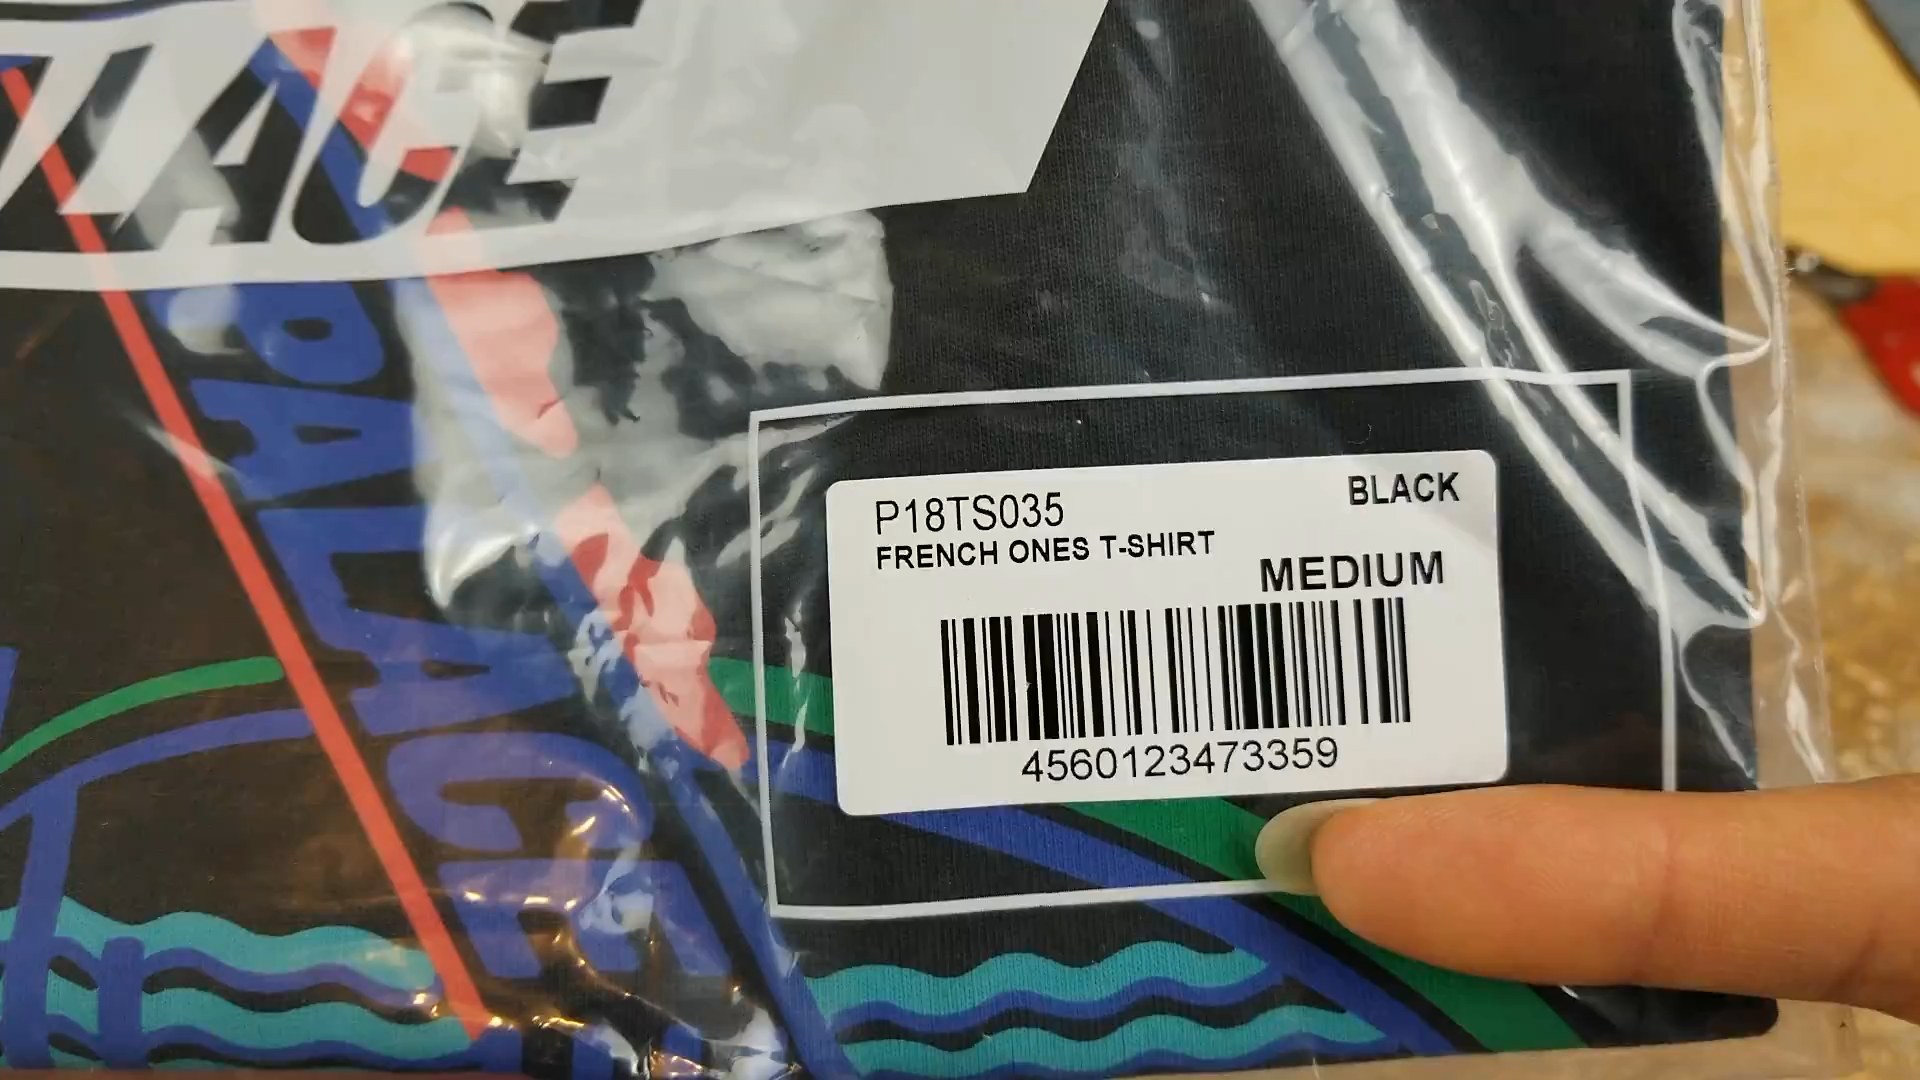 PALACE
PALACE
P18TS035
BLACK
FRENCH ONES T-SHIRT
MEDIUM
4560123473359